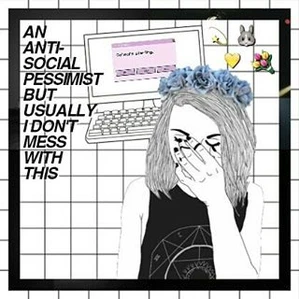 AN
ANTI-
SOCIAL
PESSIMIST
BUT
USUALLY
I DON'T
MESS
WITH
THIS